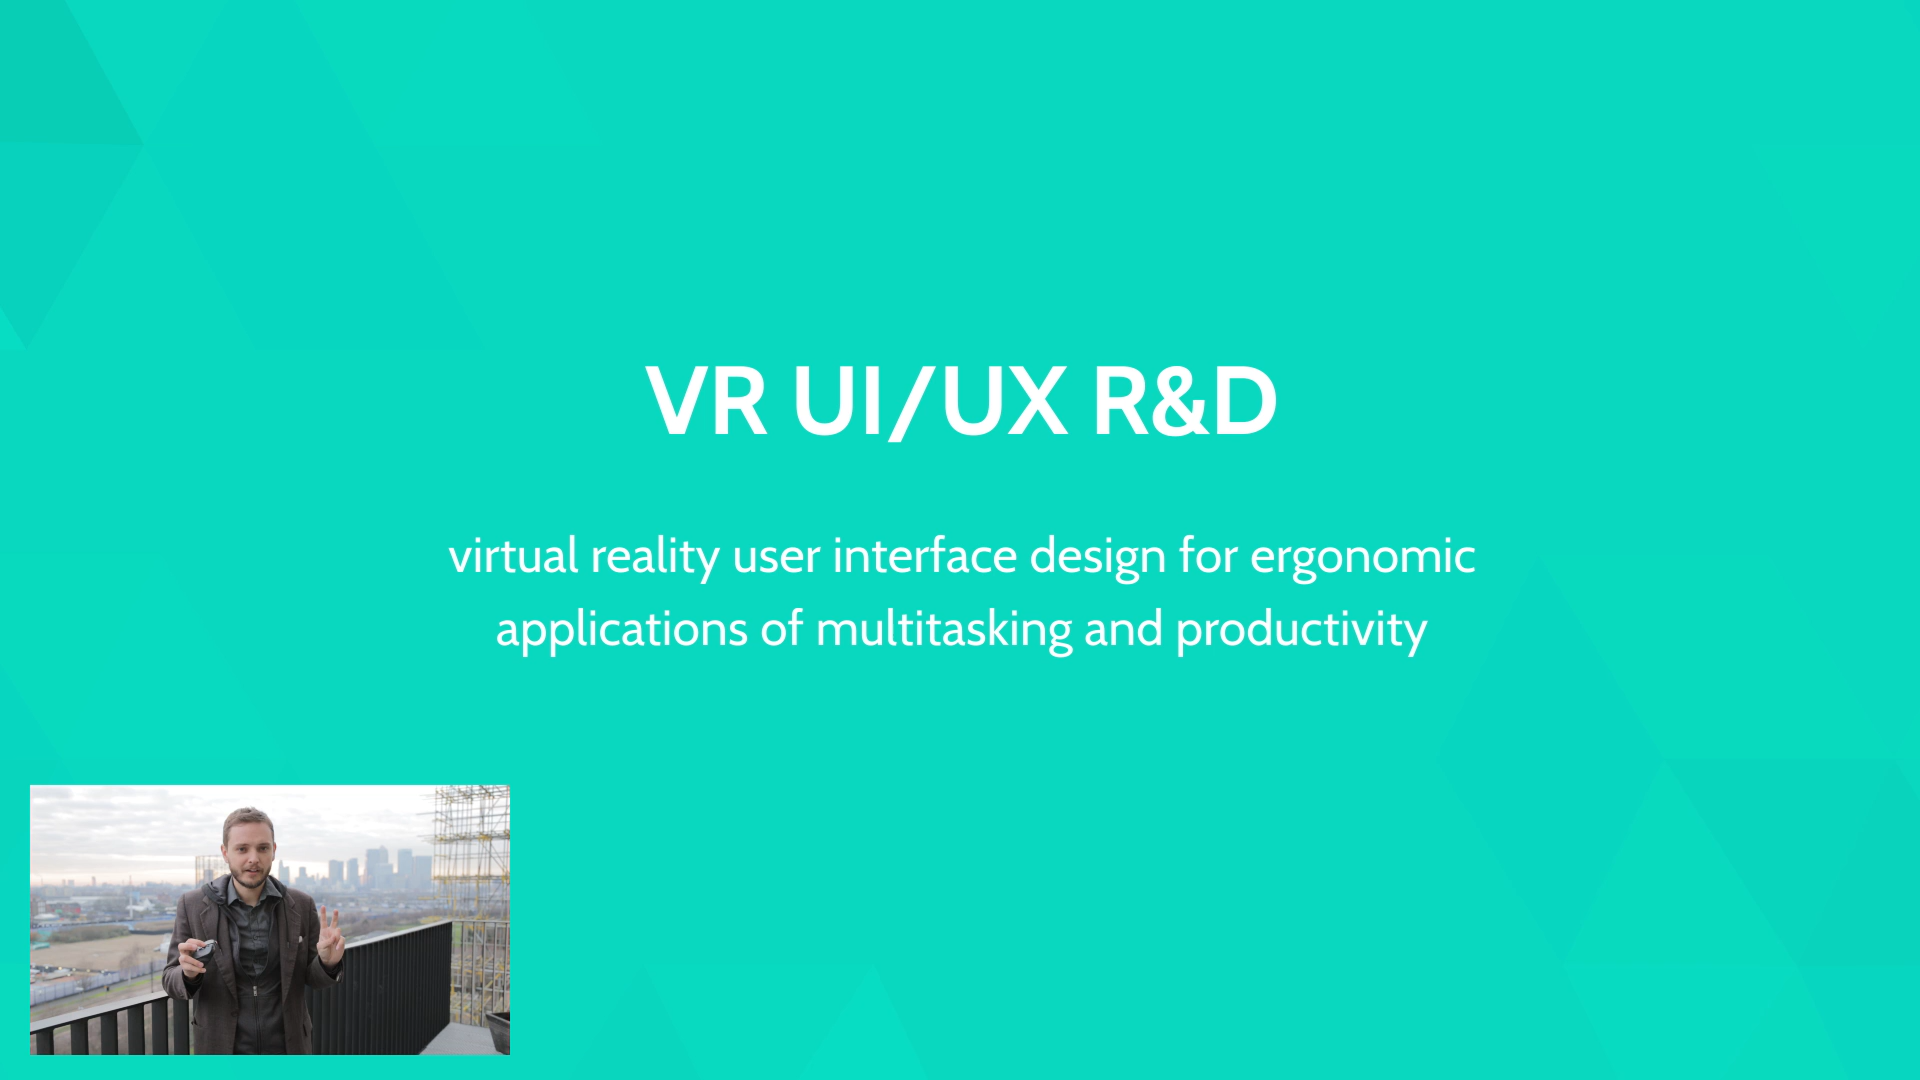 VR UI/UX R&D
virtual reality user interface design for ergonomic
applications of multitasking and productivity